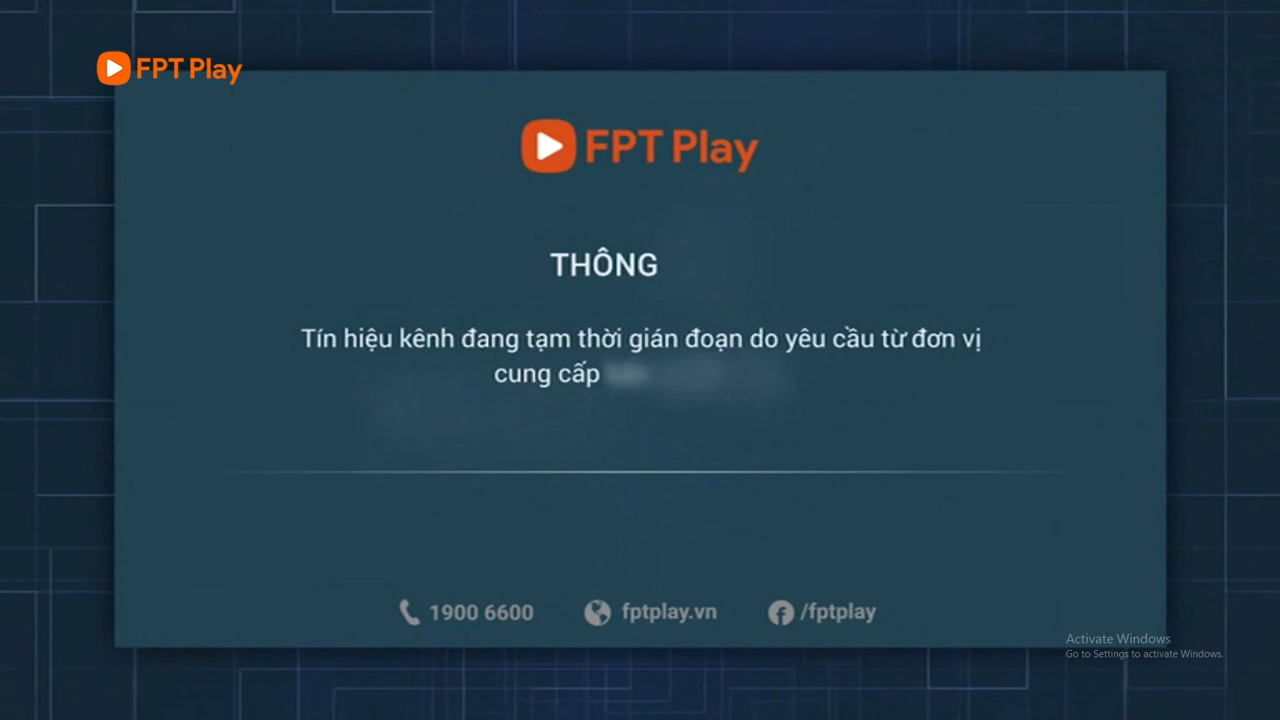 FPT Play
FPT Play
THÔNG
Tín hiệu kênh đang tạm thời gián đoạn do yêu cầu từ đơn vị
cung cấp
1900 6600
fptplay.vn
/fptplay
Activate Windows
Go to Settings to activate Windows.